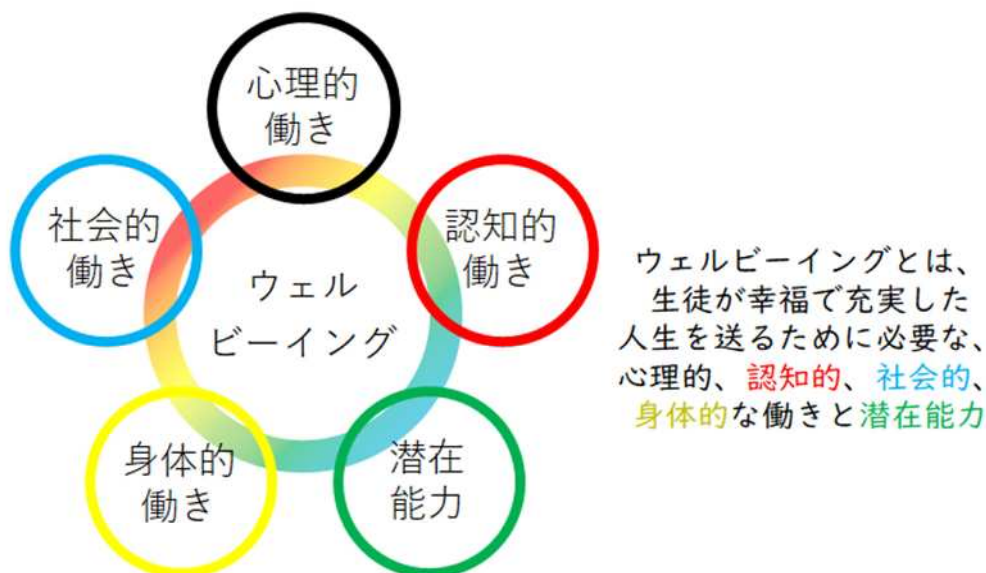 心理的
働き
社会的
働き
認知的
働き
ウェル
ビーイング
身体的
働き
潜在
能力
ウェルビーイングとは、
生徒が幸福で充実した
人生を送るために必要な、
心理的、認知的、社会的、
身体的な働きと潜在能力